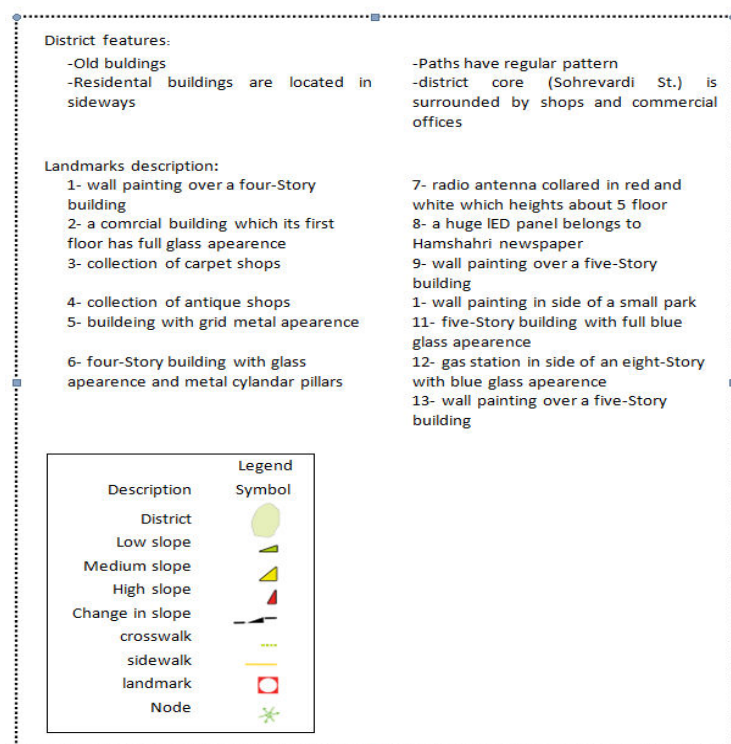 District features:
-Old buldings
-Residental buildings are located in
sideways
-Paths have regular pattern
-district core (Sohrevardi St.) is
surrounded by shops and commercial
offices
Landmarks description:
1- wall painting over a four-Story
building
2- a comrcial building which its first
floor has full glass apearence
3- collection of carpet shops
4- collection of antique shops
5- buildeing with grid metal apearence
6- four-Story building with glass
apearence and metal cylandar pillars
7- radio antenna collared in red and
white which heights about 5 floor
8- a huge lED panel belongs to
Hamshahri newspaper
9- wall painting over a five-Story
building
1- wall painting in side of a small park
11- five-Story building with full blue
glass apearence
12- gas station in side of an eight-Story
with blue glass apearence
13- wall painting over a five-Story
building
Legend
Description Symbol
District
Low slope
Medium slope
High slope
Change in slope
crosswalk
sidewalk
landmark
Node